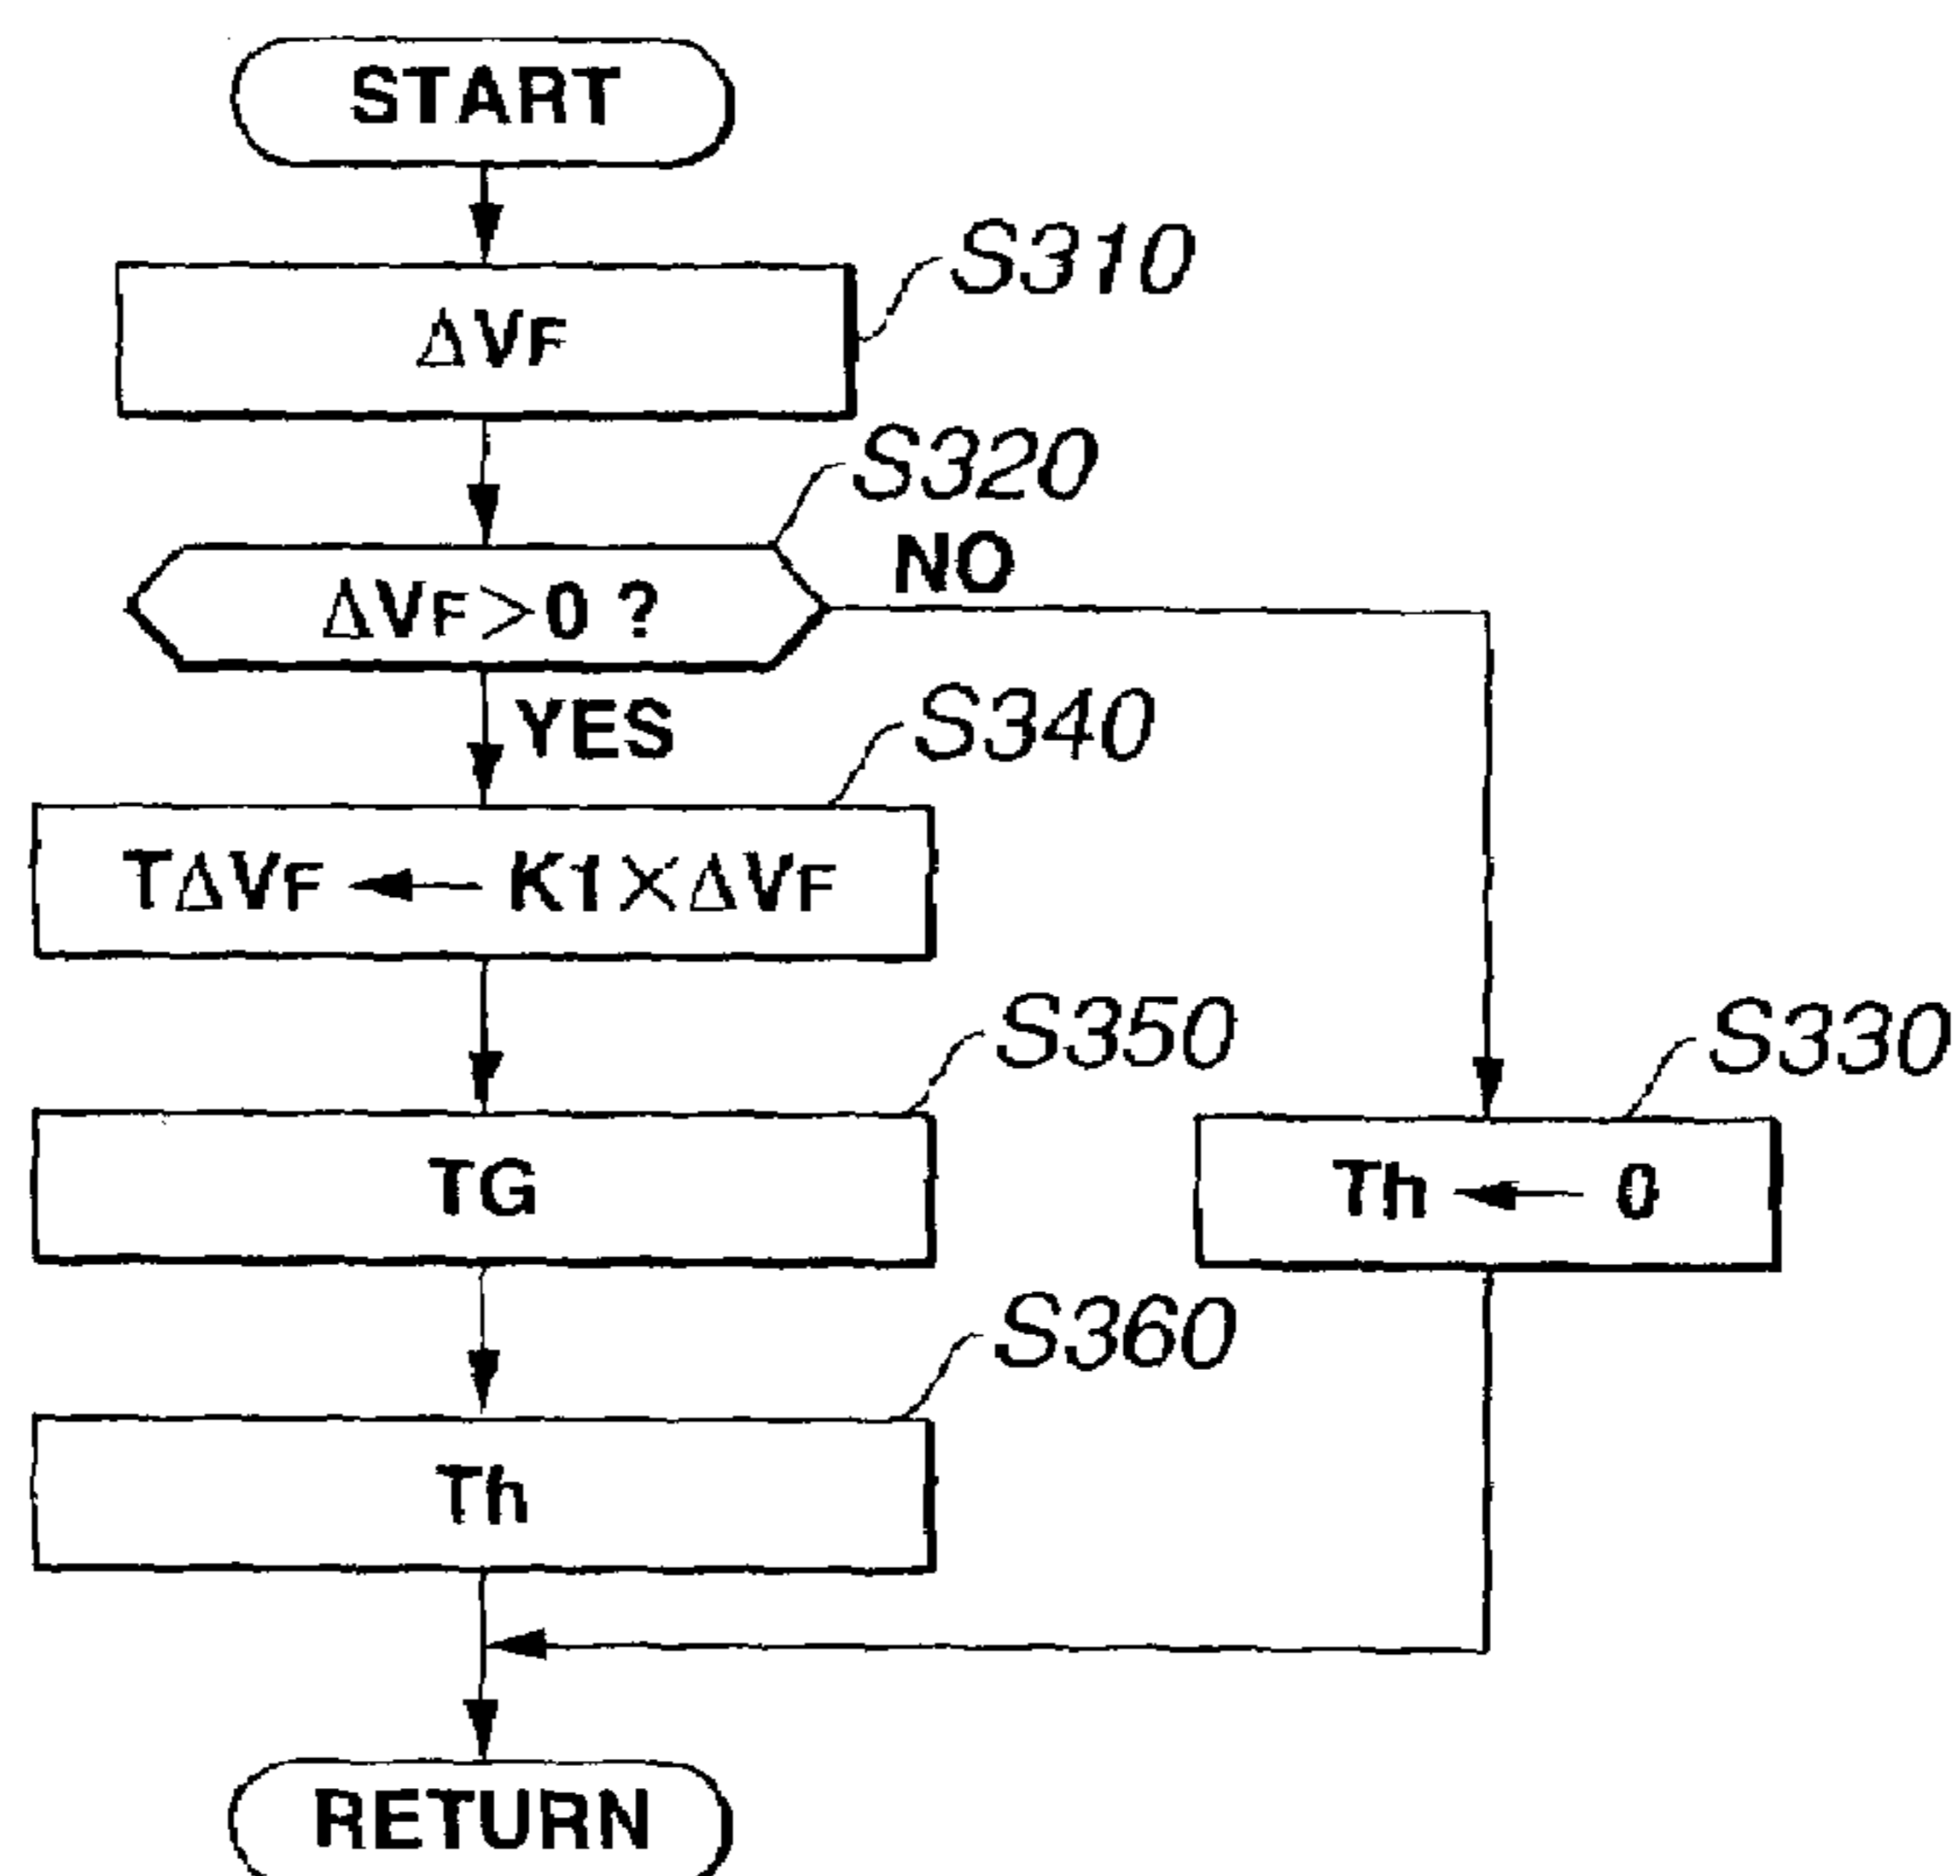 START
S310
ΔVF
S320
ΔVF>0 ?
NO
YES
S340
TΔVF ← K1×ΔVF
S350
TG
S330
Th ← 0
S360
Th
RETURN